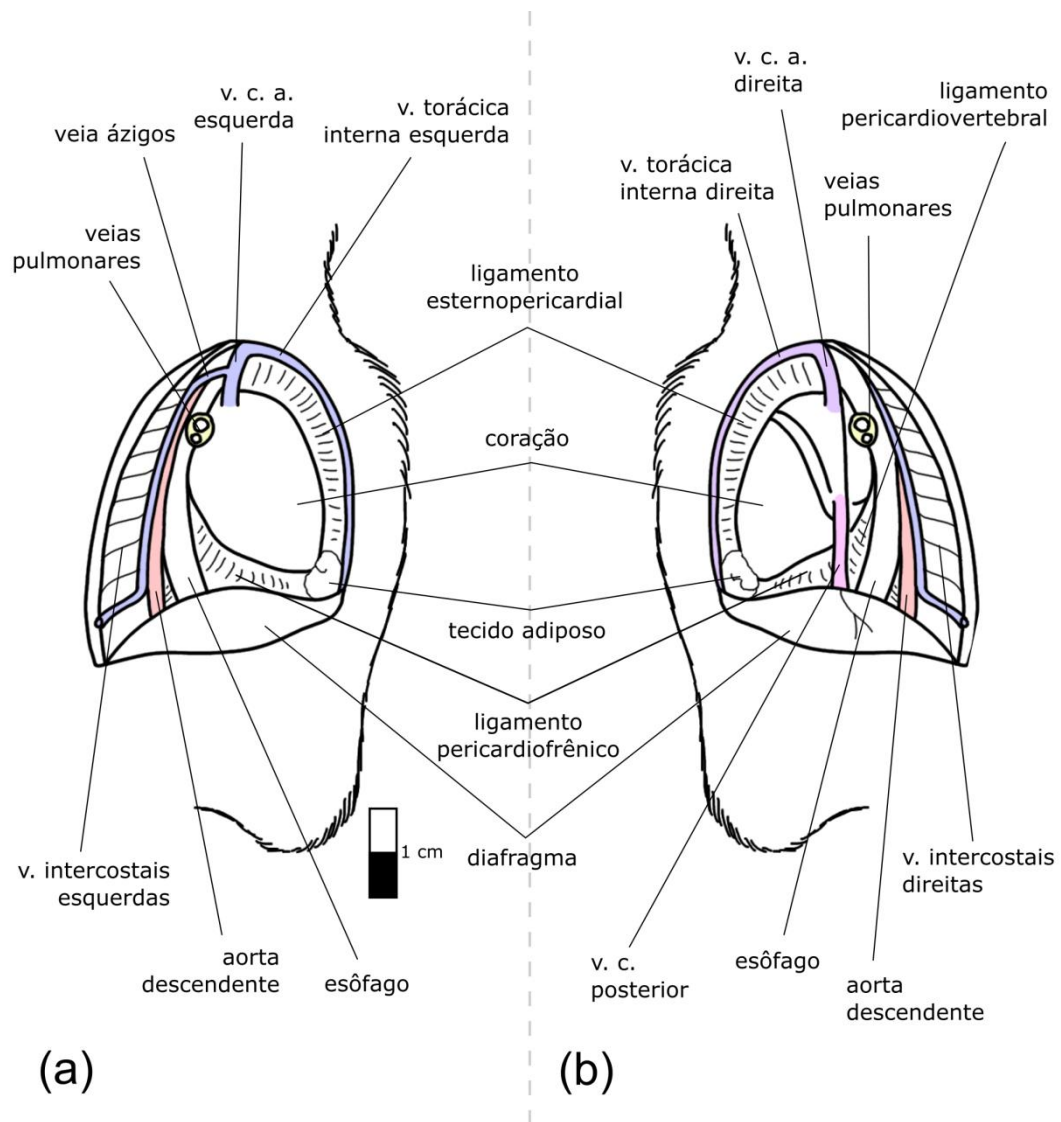 v. c. a.
esquerda
v. torácica
interna esquerda
veia ázigos
veias
pulmonares
v. c. a.
direita
ligamento
pericardiovertebral
v. torácica
interna direita
veias
pulmonares
ligamento
esternopericardial
coração
tecido adiposo
ligamento
pericardiofrênico
diafragma
1 cm
v. intercostais
esquerdas
aorta
descendente
esôfago
v. c.
posterior
esôfago
aorta
descendente
v. intercostais
direitas
(a)
(b)